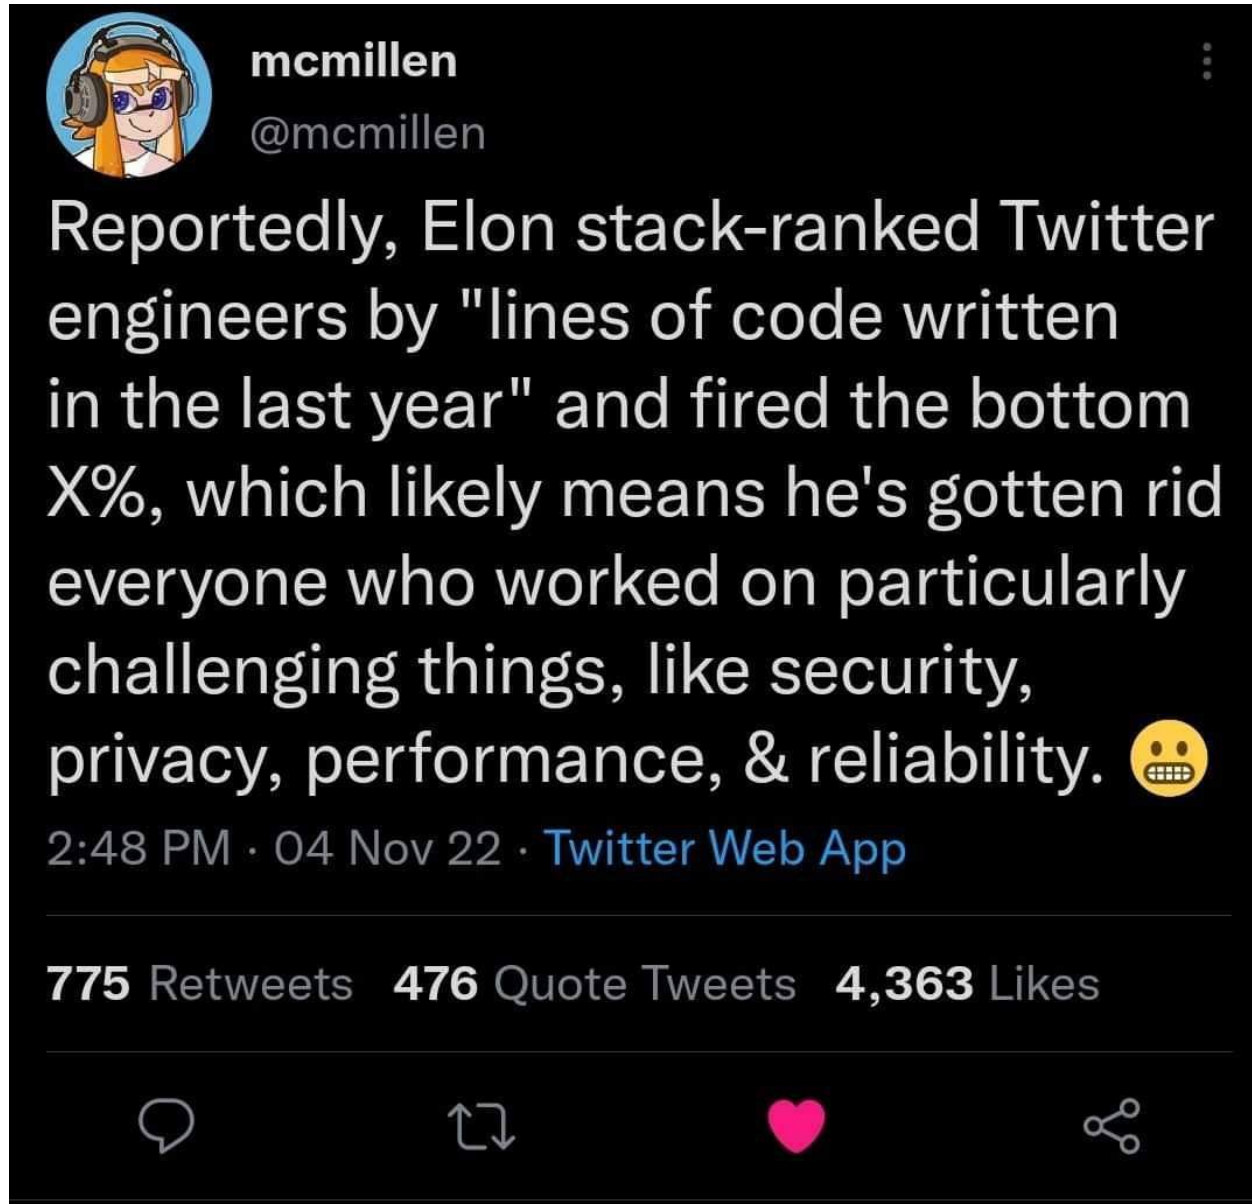 mcmillen
@mcmillen
Reportedly, Elon stack-ranked Twitter
engineers by "lines of code written
in the last year" and fired the bottom
X%, which likely means he's gotten rid
everyone who worked on particularly
challenging things, like security,
privacy, performance, & reliability. 😬
2:48 PM · 04 Nov 22 · Twitter Web App
775 Retweets 476 Quote Tweets 4,363 Likes